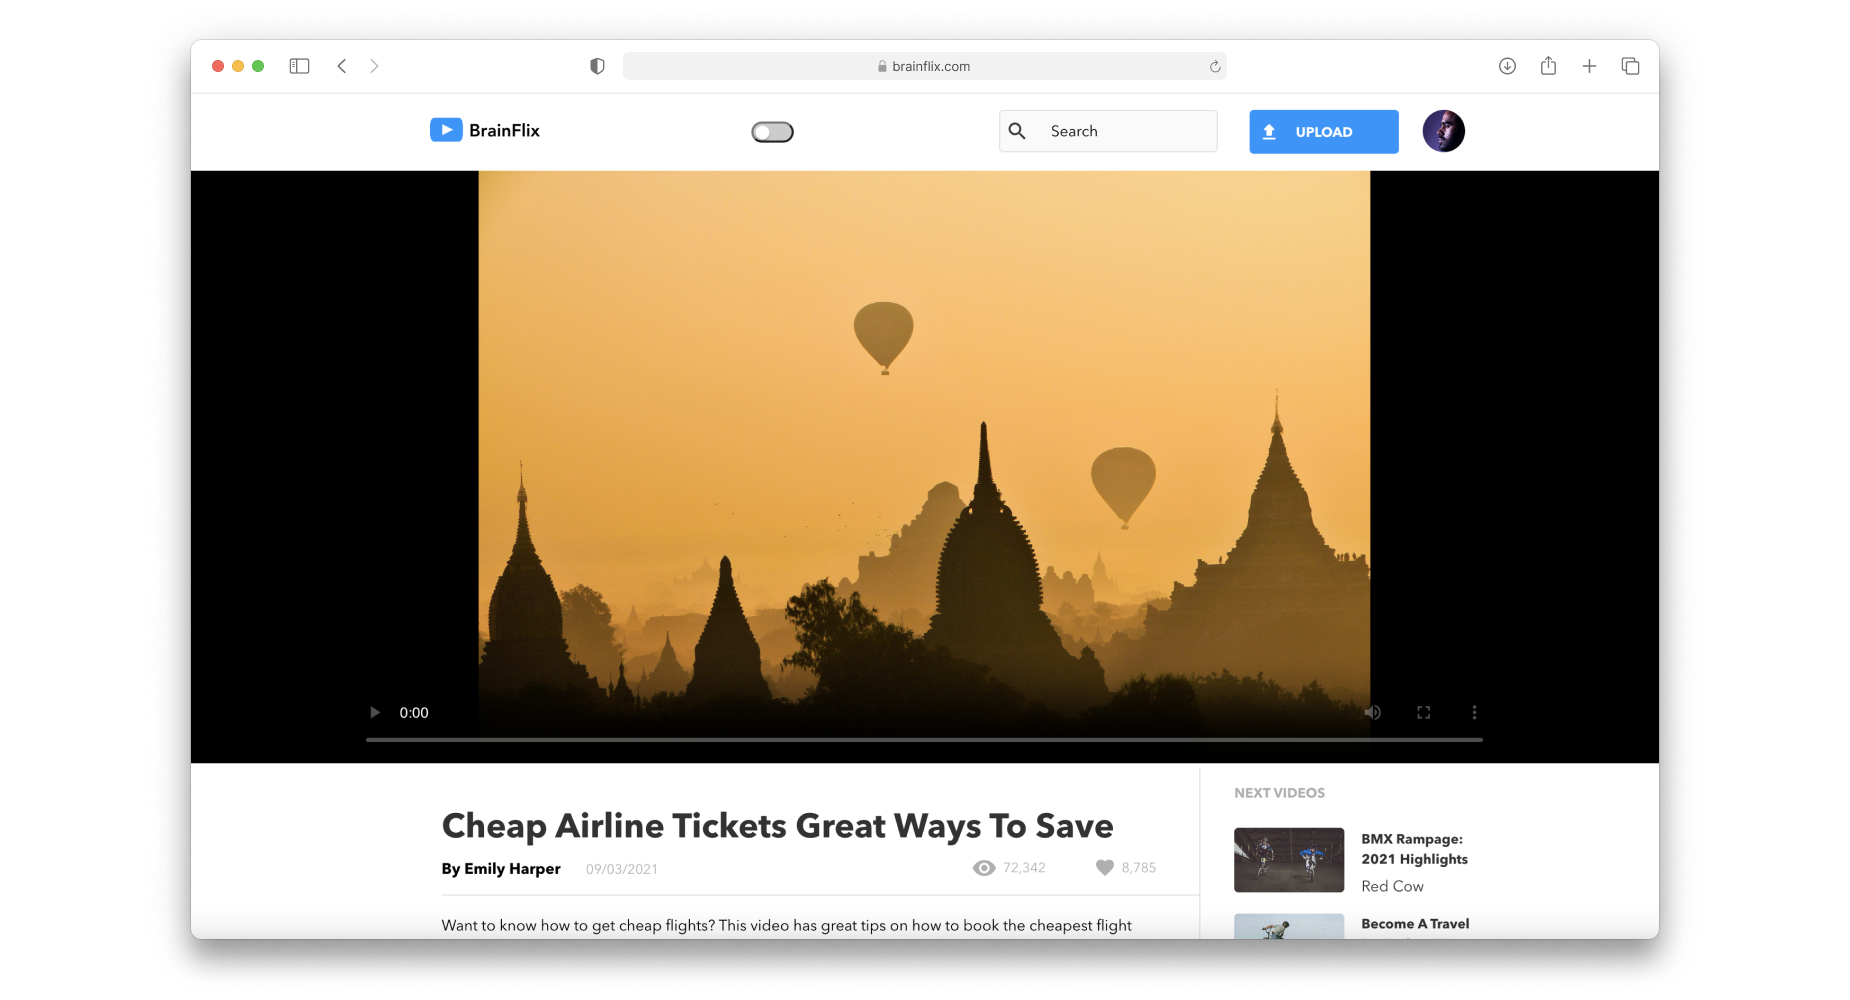 brainflix.com
BrainFlix
Search
UPLOAD
0:00
Cheap Airline Tickets Great Ways To Save
By Emily Harper 09/03/2021 72,342 8,785
Want to know how to get cheap flights? This video has great tips on how to book the cheapest flight
NEXT VIDEOS
BMX Rampage:
2021 Highlights
Red Cow
Become A Travel